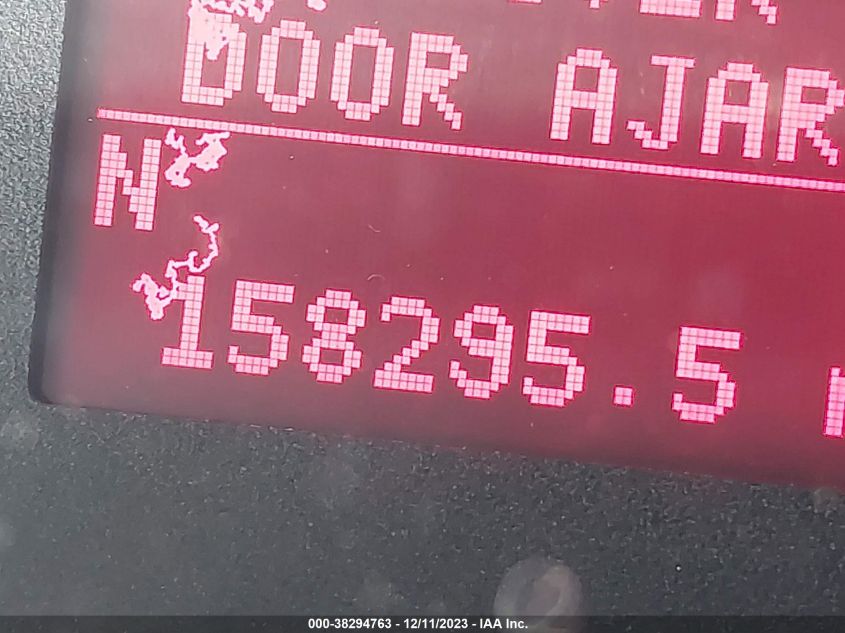 DOOR AJAR
N
158295.5
000-38294763 - 12/11/2023 - IAA Inc.